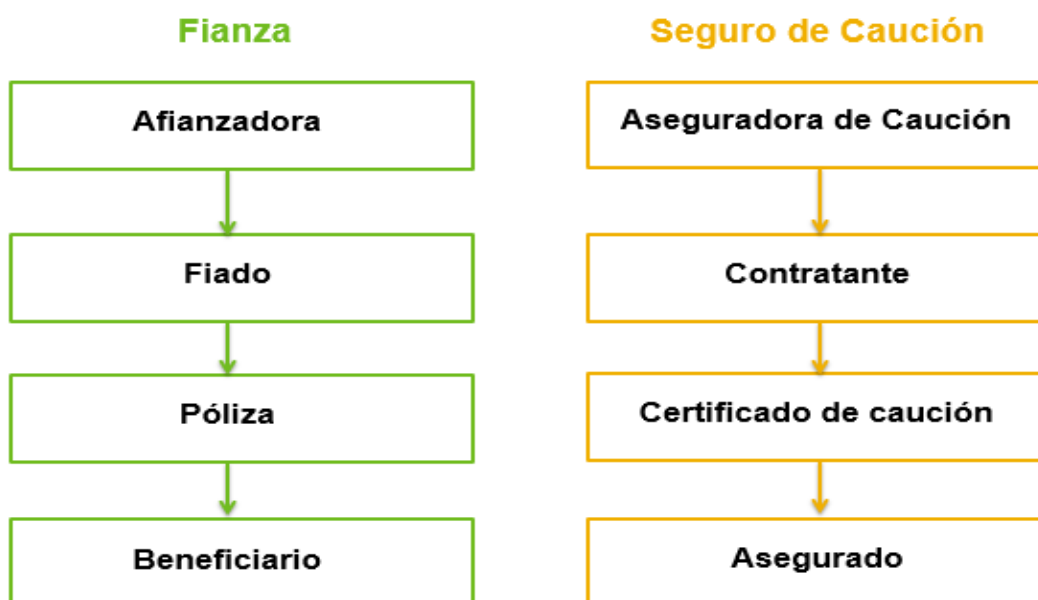 Fianza
Afianzadora
Fiado
Póliza
Beneficiario
Seguro de Caución
Aseguradora de Caución
Contratante
Certificado de caución
Asegurado